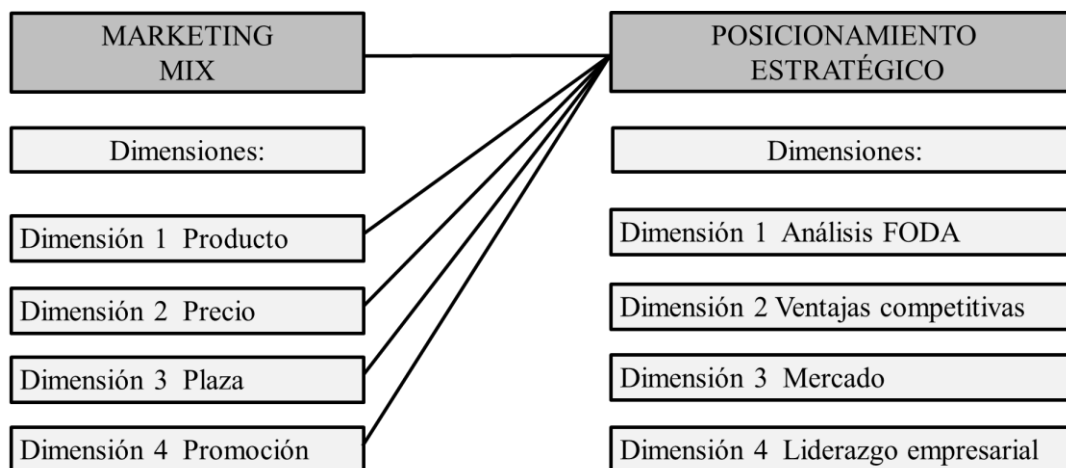 MARKETING
MIX
Dimensiones:
Dimensión 1 Producto
Dimensión 2 Precio
Dimensión 3 Plaza
Dimensión 4 Promoción
POSICIONAMIENTO
ESTRATÉGICO
Dimensiones:
Dimensión 1 Análisis FODA
Dimensión 2 Ventajas competitivas
Dimensión 3 Mercado
Dimensión 4 Liderazgo empresarial